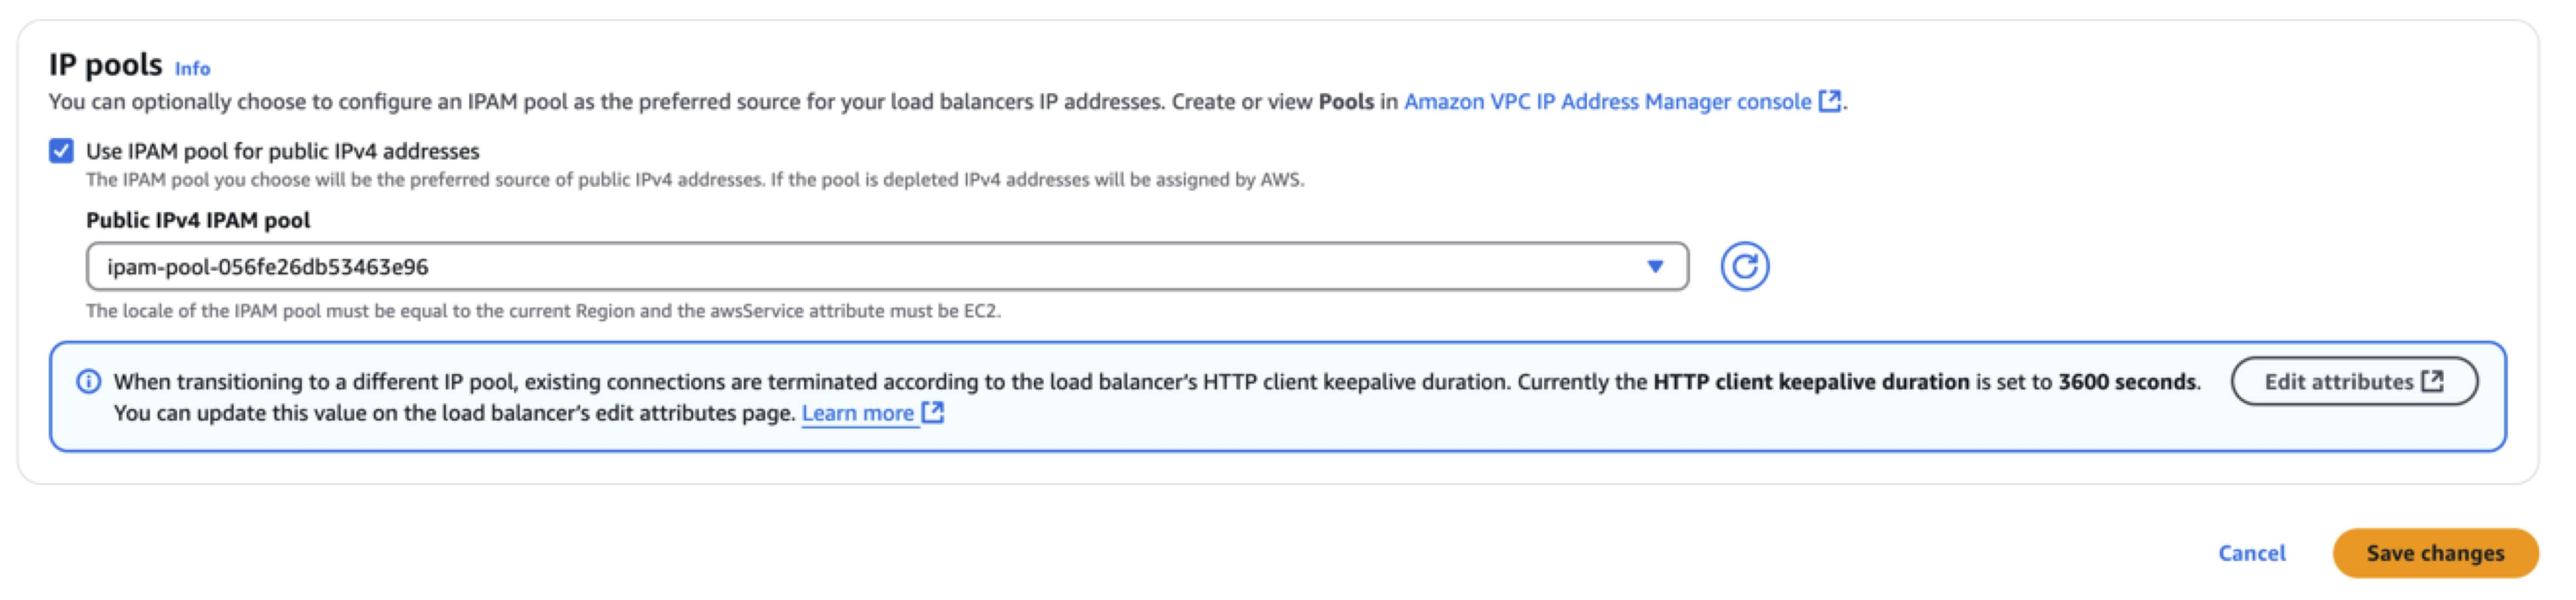 IP pools Info
You can optionally choose to configure an IPAM pool as the preferred source for your load balancers IP addresses. Create or view Pools in Amazon VPC IP Address Manager console.
Use IPAM pool for public IPv4 addresses
The IPAM pool you choose will be the preferred source of public IPv4 addresses. If the pool is depleted IPv4 addresses will be assigned by AWS.
Public IPv4 IPAM pool
ipam-pool-056fe26db53463e96
The locale of the IPAM pool must be equal to the current Region and the awsService attribute must be EC2.
When transitioning to a different IP pool, existing connections are terminated according to the load balancer's HTTP client keepalive duration. Currently the HTTP client keepalive duration is set to 3600 seconds. Edit attributes
You can update this value on the load balancer's edit attributes page. Learn more
Cancel Save changes